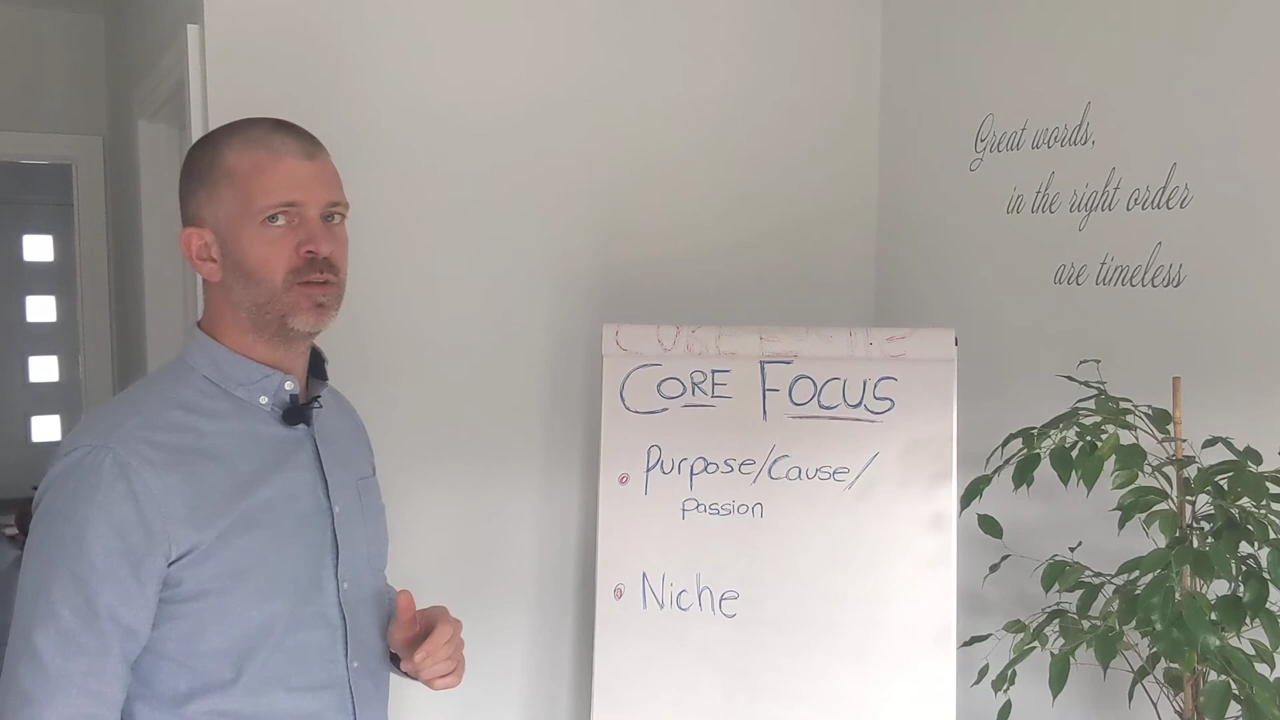 Great words,
in the right order
are timeless
CORE FOCUS
Purpose/Cause/
Passion
Niche